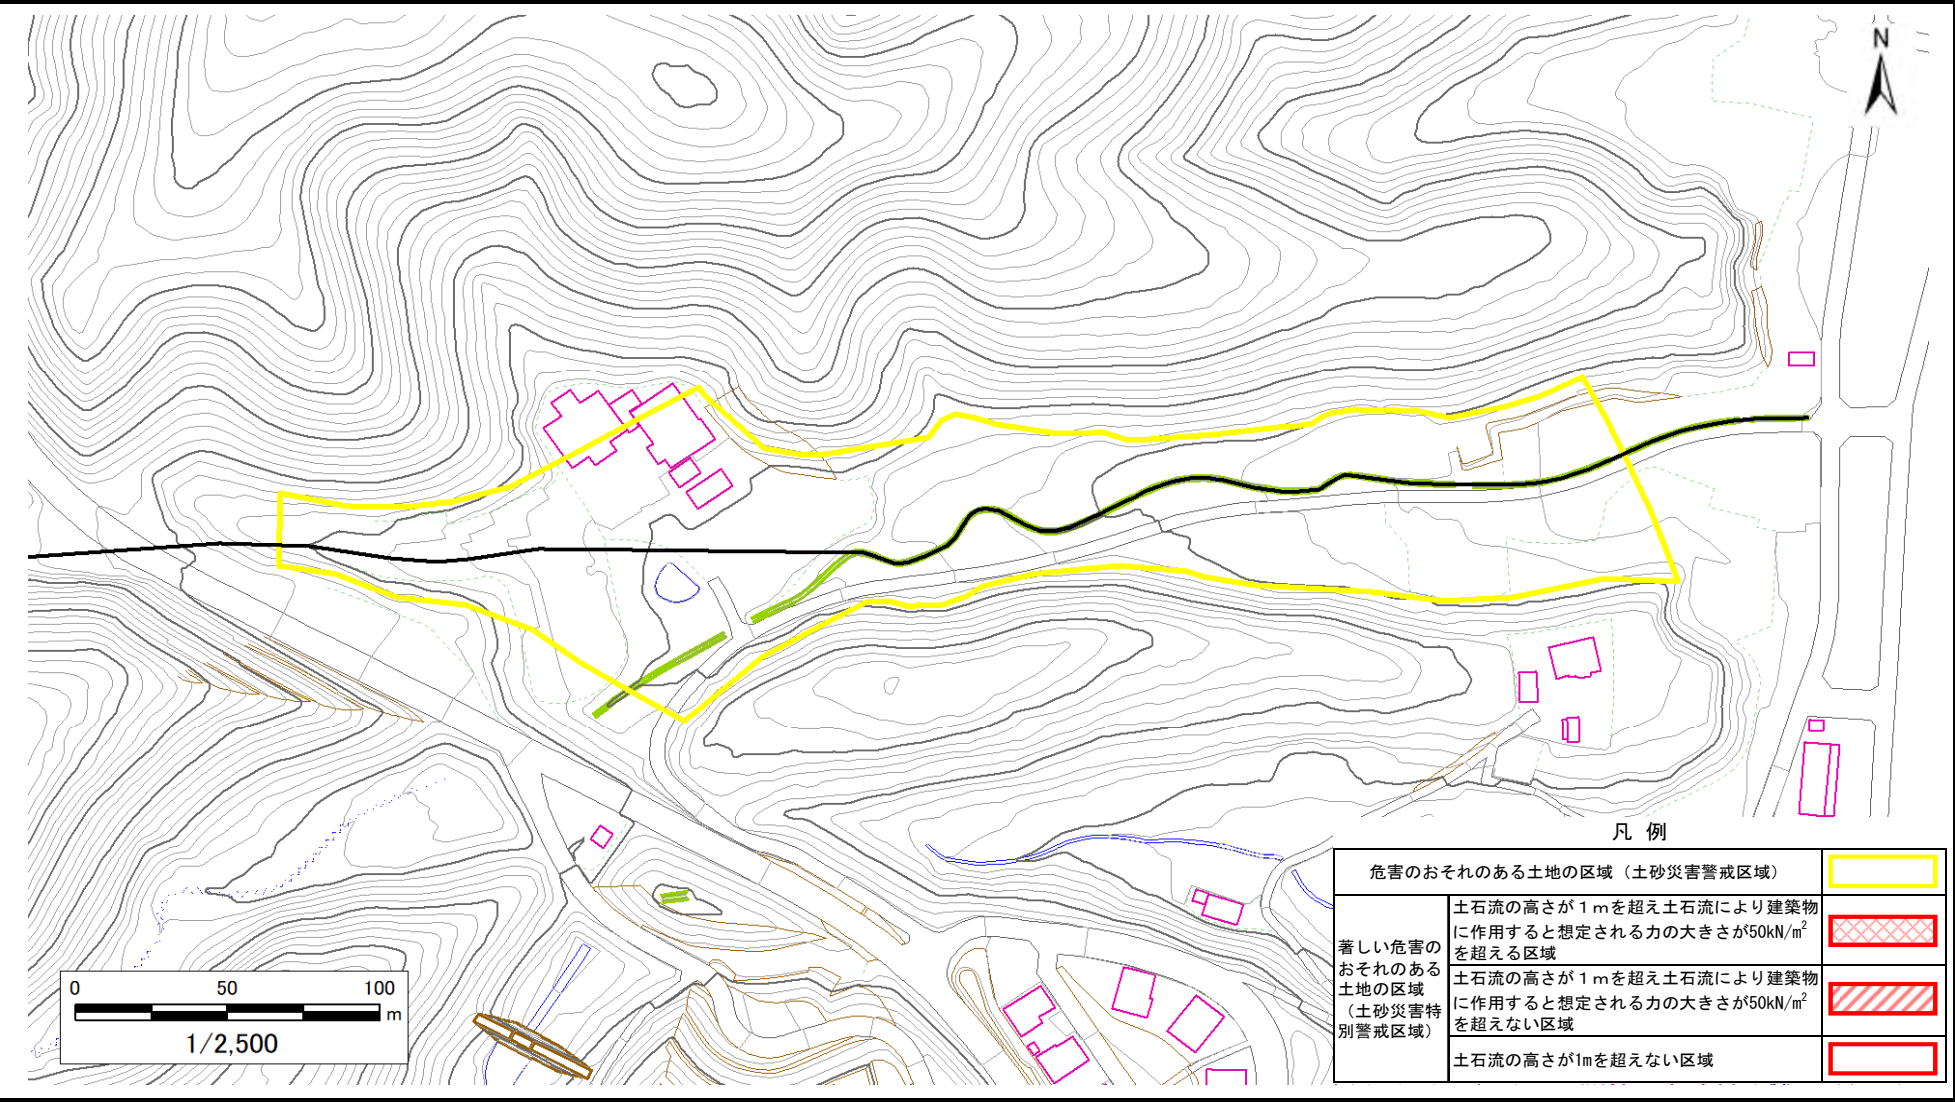 N
凡 例
危害のおそれのある土地の区域（土砂災害警戒区域）
著しい危害の
おそれのある
土地の区域
（土砂災害特
別警戒区域）
土石流の高さが１ｍを超え土石流により建築物
に作用すると想定される力の大きさが50kN/㎡
を超える区域
土石流の高さが１ｍを超え土石流により建築物
に作用すると想定される力の大きさが50kN/㎡
を超えない区域
土石流の高さが1mを超えない区域
0 50 100
m
1/2,500